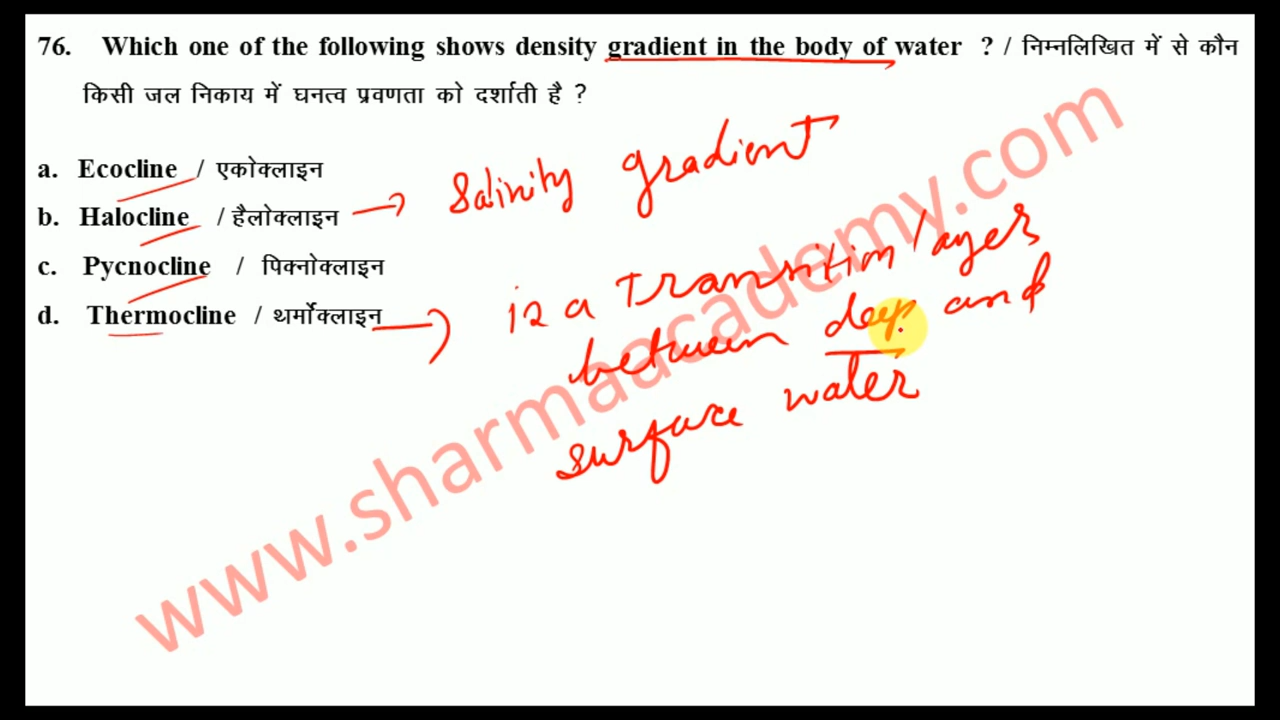 76. Which one of the following shows density gradient in the body of water ? / निम्नलिखित में से कौन
किसी जल निकाय में घनत्व प्रवणता को दर्शाती है ?
a. Ecocline / एकोक्लाइन
b. Halocline / हैलोक्लाइन → Salinity gradient
c. Pycnocline / पिक्नोक्लाइन
d. Thermocline / थर्मोक्लाइन → is a Transition layer
between deep and
surface water
www.sharmaacademy.com